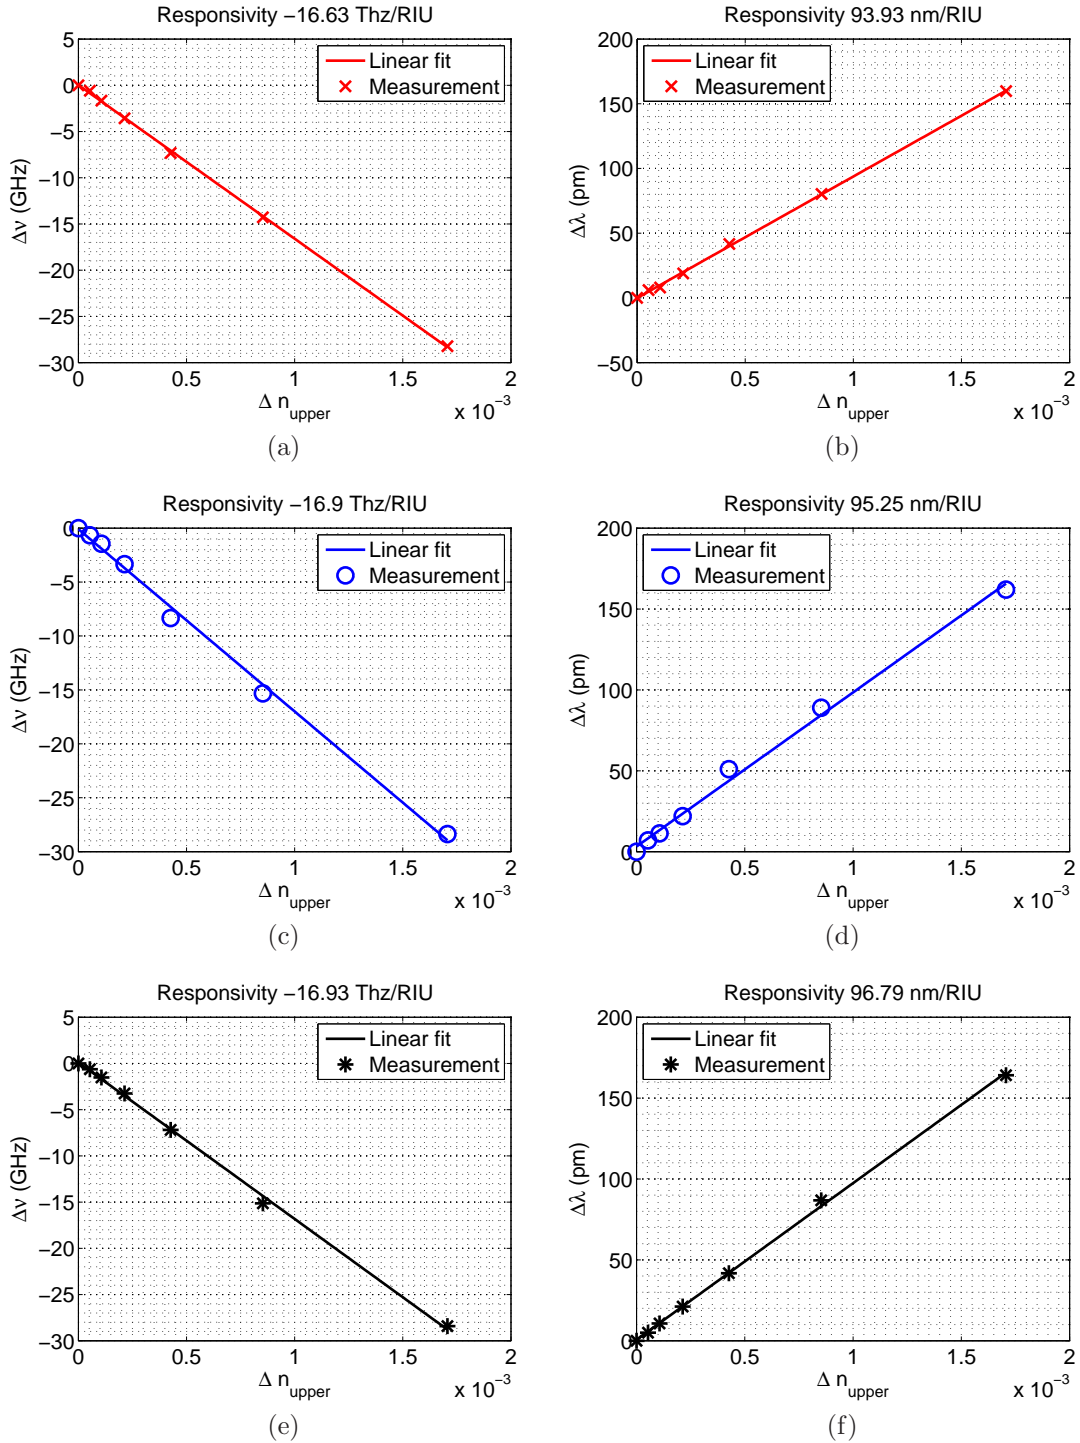 Responsivity −16.63 Thz/RIU
5
0
−5
−10
−15
−20
−25
−30
Δν (GHz)
Linear fit
Measurement
0 0.5 1 1.5 2
Δ n_upper
x 10^−3
(a)
Responsivity 93.93 nm/RIU
200
150
100
50
0
−50
Δλ (pm)
Linear fit
Measurement
0 0.5 1 1.5 2
Δ n_upper
x 10^−3
(b)
Responsivity −16.9 Thz/RIU
0
−5
−10
−15
−20
−25
−30
Δν (GHz)
Linear fit
Measurement
0 0.5 1 1.5 2
Δ n_upper
x 10^−3
(c)
Responsivity 95.25 nm/RIU
200
150
100
50
0
Δλ (pm)
Linear fit
Measurement
0 0.5 1 1.5 2
Δ n_upper
x 10^−3
(d)
Responsivity −16.93 Thz/RIU
5
0
−5
−10
−15
−20
−25
−30
Δν (GHz)
Linear fit
Measurement
0 0.5 1 1.5 2
Δ n_upper
x 10^−3
(e)
Responsivity 96.79 nm/RIU
200
150
100
50
0
Δλ (pm)
Linear fit
Measurement
0 0.5 1 1.5 2
Δ n_upper
x 10^−3
(f)